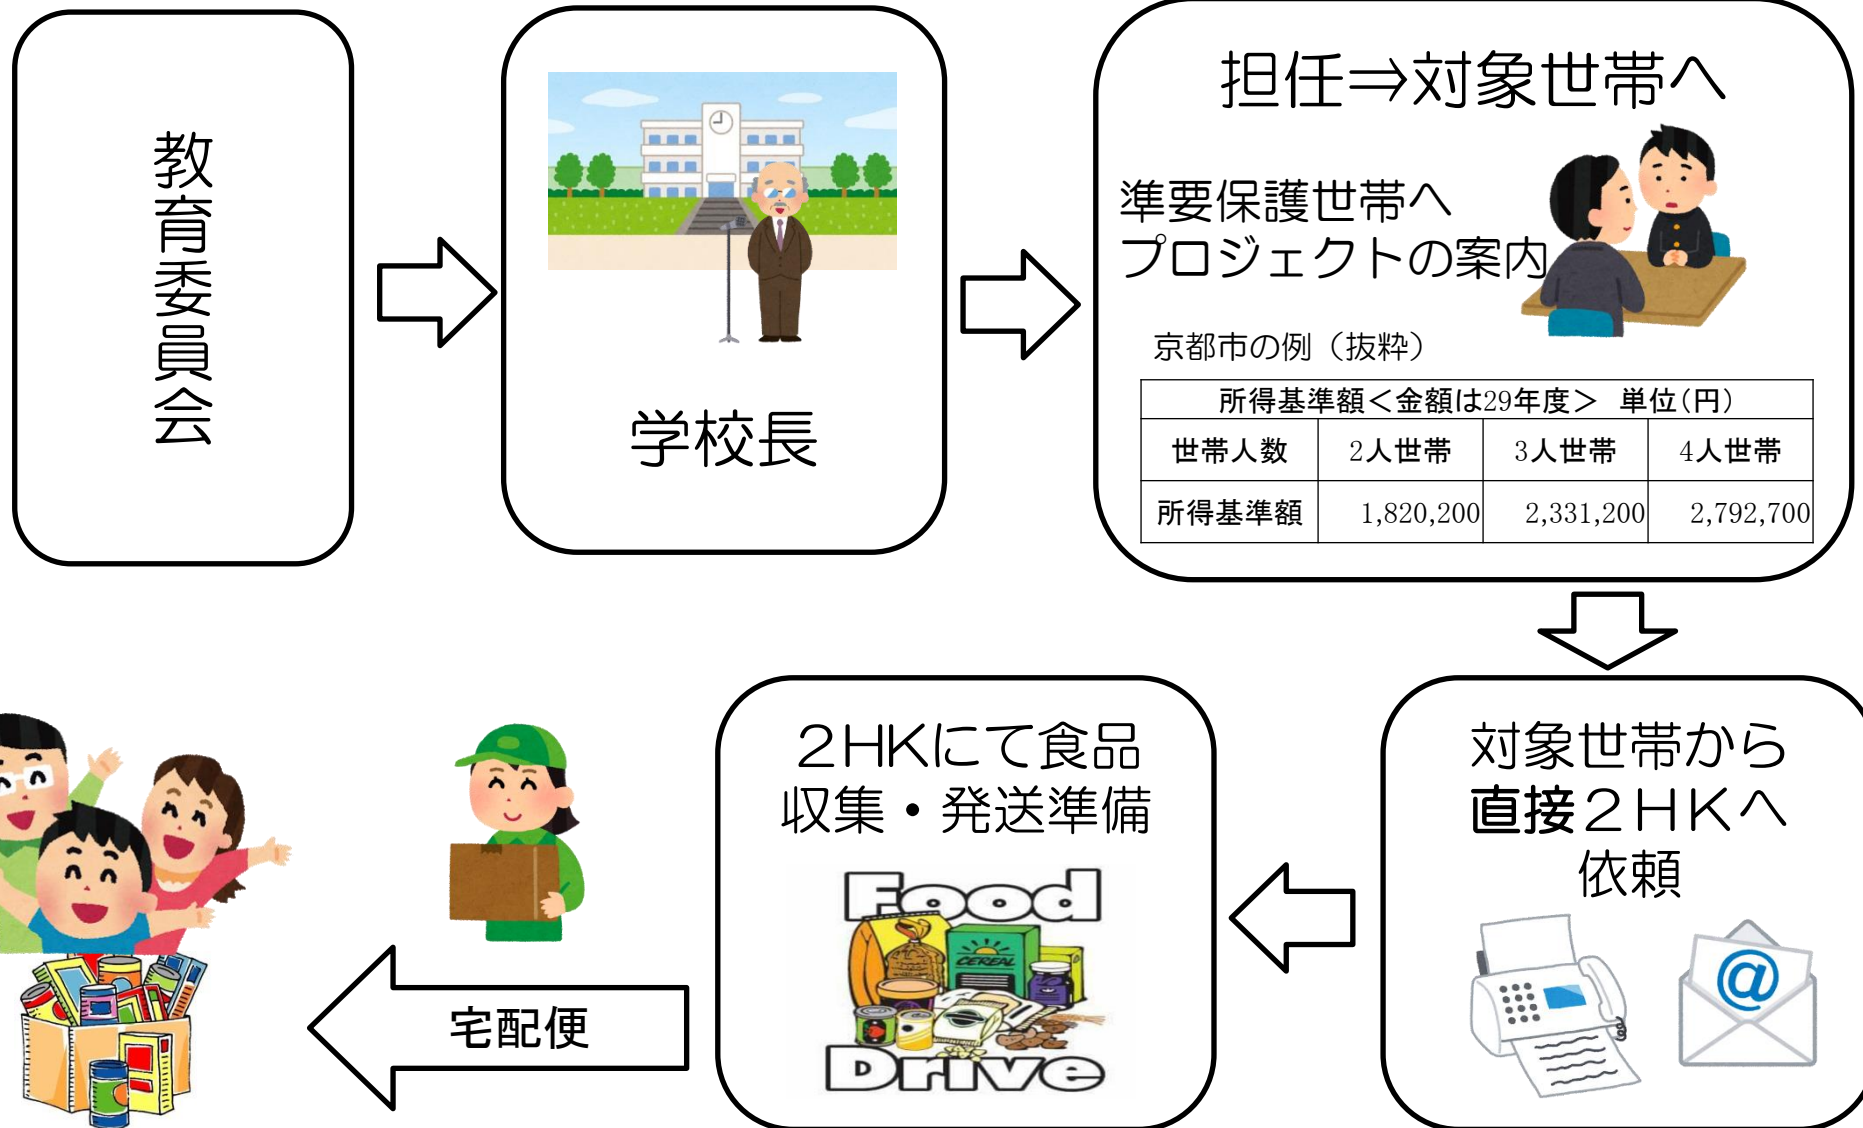 教育委員会
学校長
担任⇒対象世帯へ
準要保護世帯へ
プロジェクトの案内
京都市の例（抜粋）
所得基準額＜金額は29年度＞　単位（円）
世帯人数 2人世帯 3人世帯 4人世帯
所得基準額 1,820,200 2,331,200 2,792,700
対象世帯から
直接２ＨＫへ
依頼
@
２HKにて食品
収集・発送準備
Food
CEREAL
Drive
宅配便